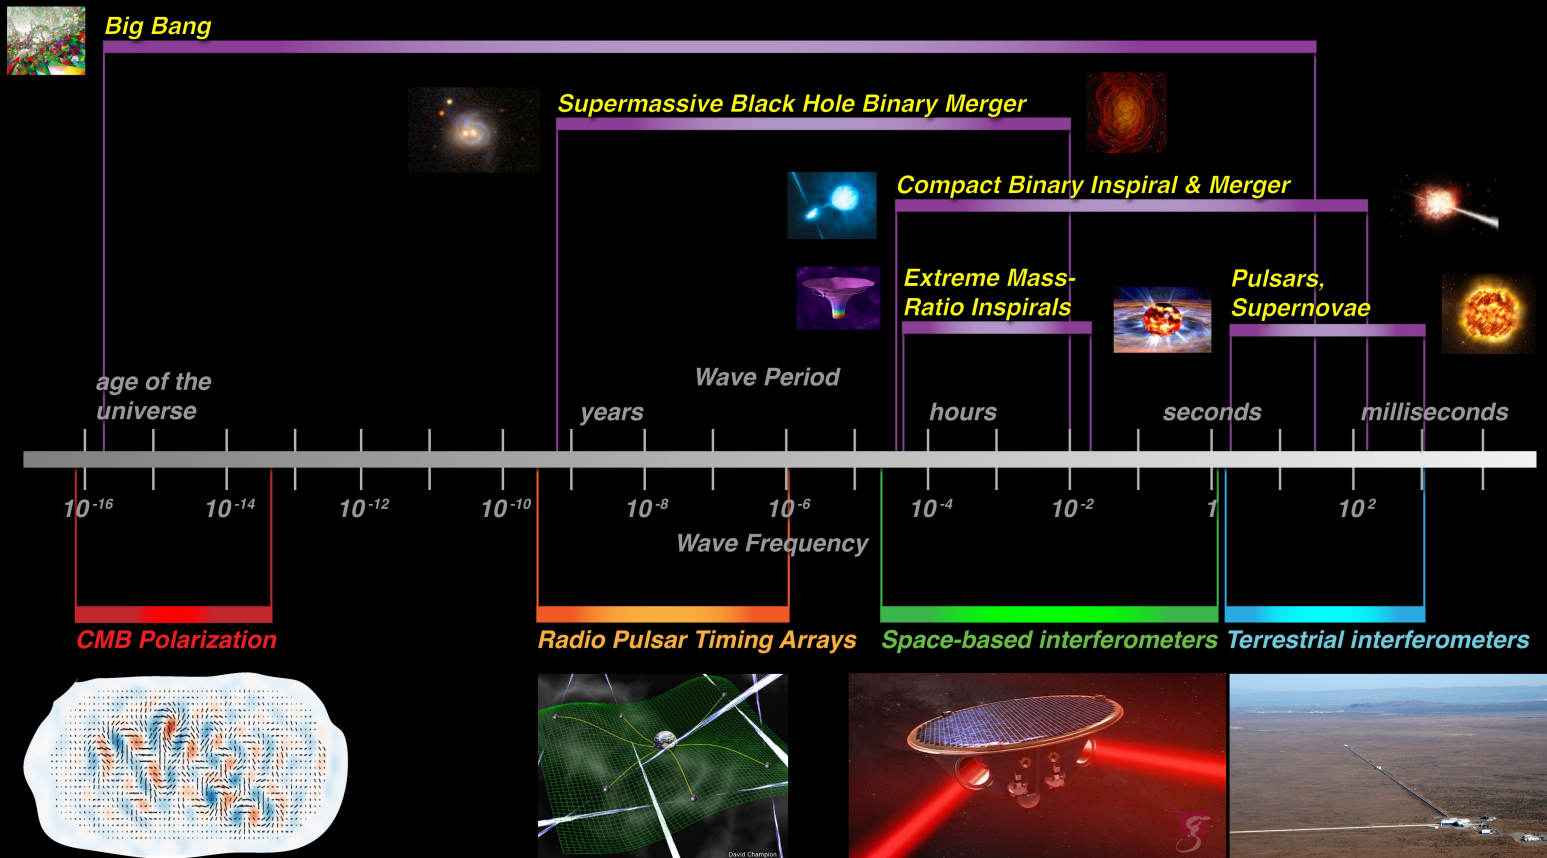 Big Bang
Supermassive Black Hole Binary Merger
Compact Binary Inspiral & Merger
Extreme Mass-
Ratio Inspirals
Pulsars,
Supernovae
age of the
universe
Wave Period
years
hours
seconds
milliseconds
10-16
10-14
10-12
10-10
10-8
10-6
10-4
10-2
1
102
Wave Frequency
CMB Polarization
Radio Pulsar Timing Arrays
Space-based interferometers
Terrestrial interferometers
David Champion